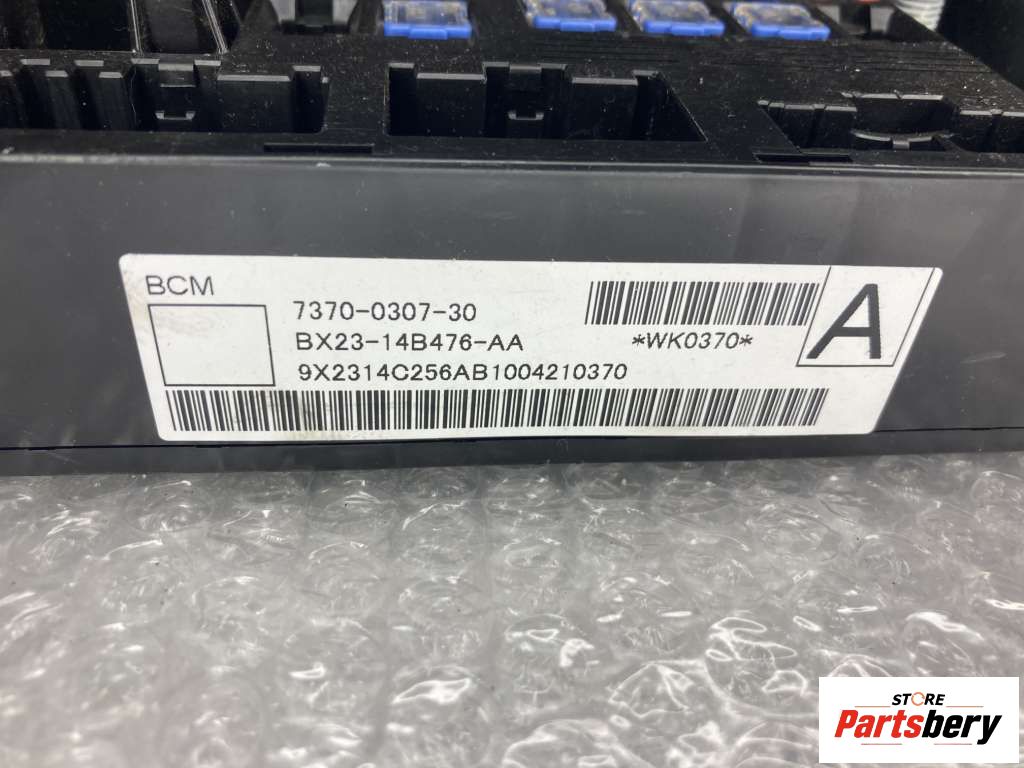 BCM
7370-0307-30
BX23-14B476-AA
*WK0370*
9X2314C256AB1004210370
A
STORE
Partsbery